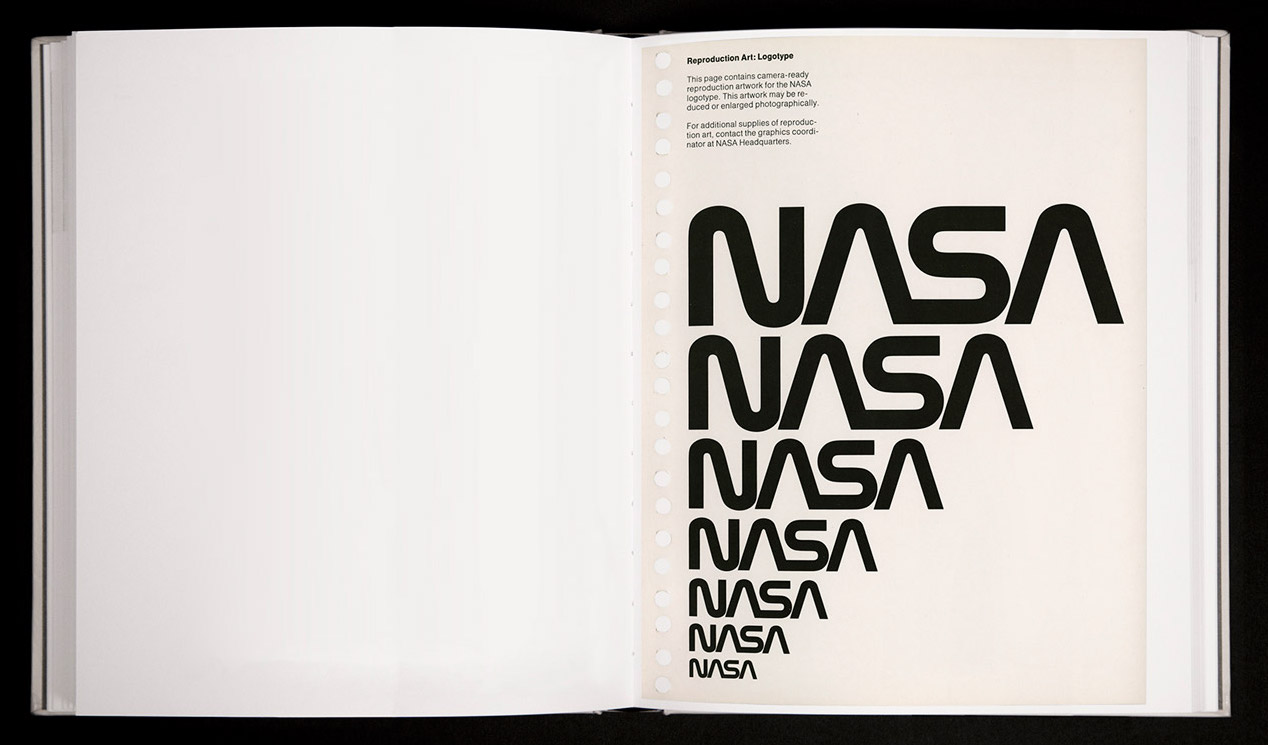 Reproduction Art: Logotype
This page contains camera-ready
reproduction artwork for the NASA
logotype. This artwork may be re-
duced or enlarged photographically.
For additional supplies of reproduc-
tion art, contact the graphics coordi-
nator at NASA Headquarters.
NASA
NASA
NASA
NASA
NASA
NASA
NASA